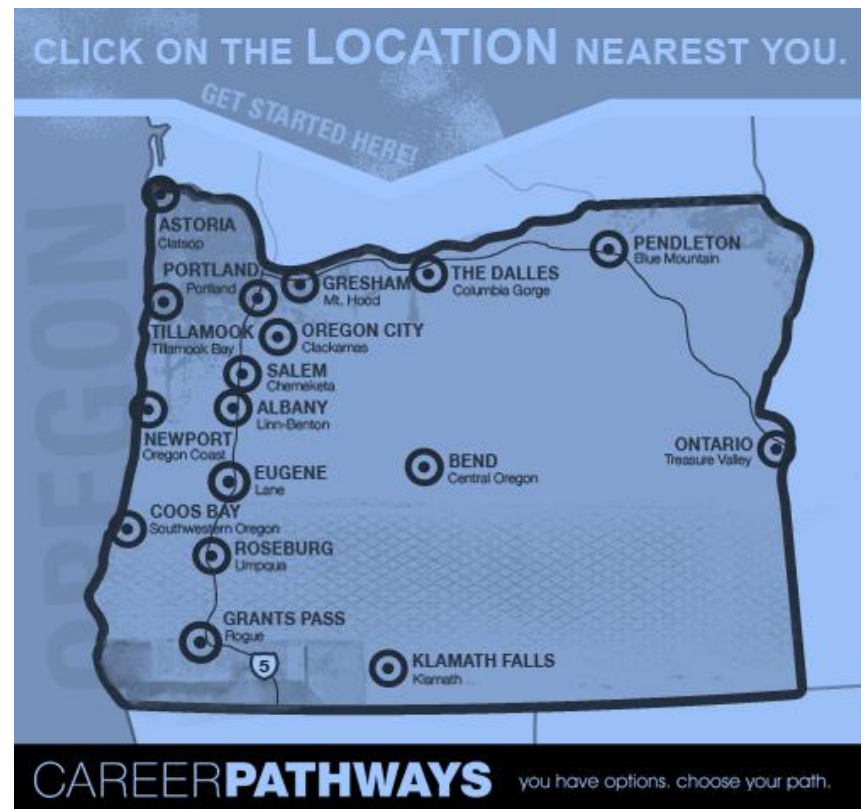 CLICK ON THE LOCATION NEAREST YOU.
GET STARTED HERE!
OREGON
ASTORIA
Clatsop
PORTLAND
Portland
GRESHAM
Mt. Hood
THE DALLES
Columbia Gorge
PENDLETON
Blue Mountain
TILLAMOOK
Tillamook Bay
OREGON CITY
Clackamas
SALEM
Chemeketa
ALBANY
Linn-Benton
NEWPORT
Oregon Coast
EUGENE
Lane
BEND
Central Oregon
ONTARIO
Treasure Valley
COOS BAY
Southwestern Oregon
ROSEBURG
Umpqua
GRANTS PASS
Rogue
5
KLAMATH FALLS
Klamath
CAREERPATHWAYS you have options. choose your path.